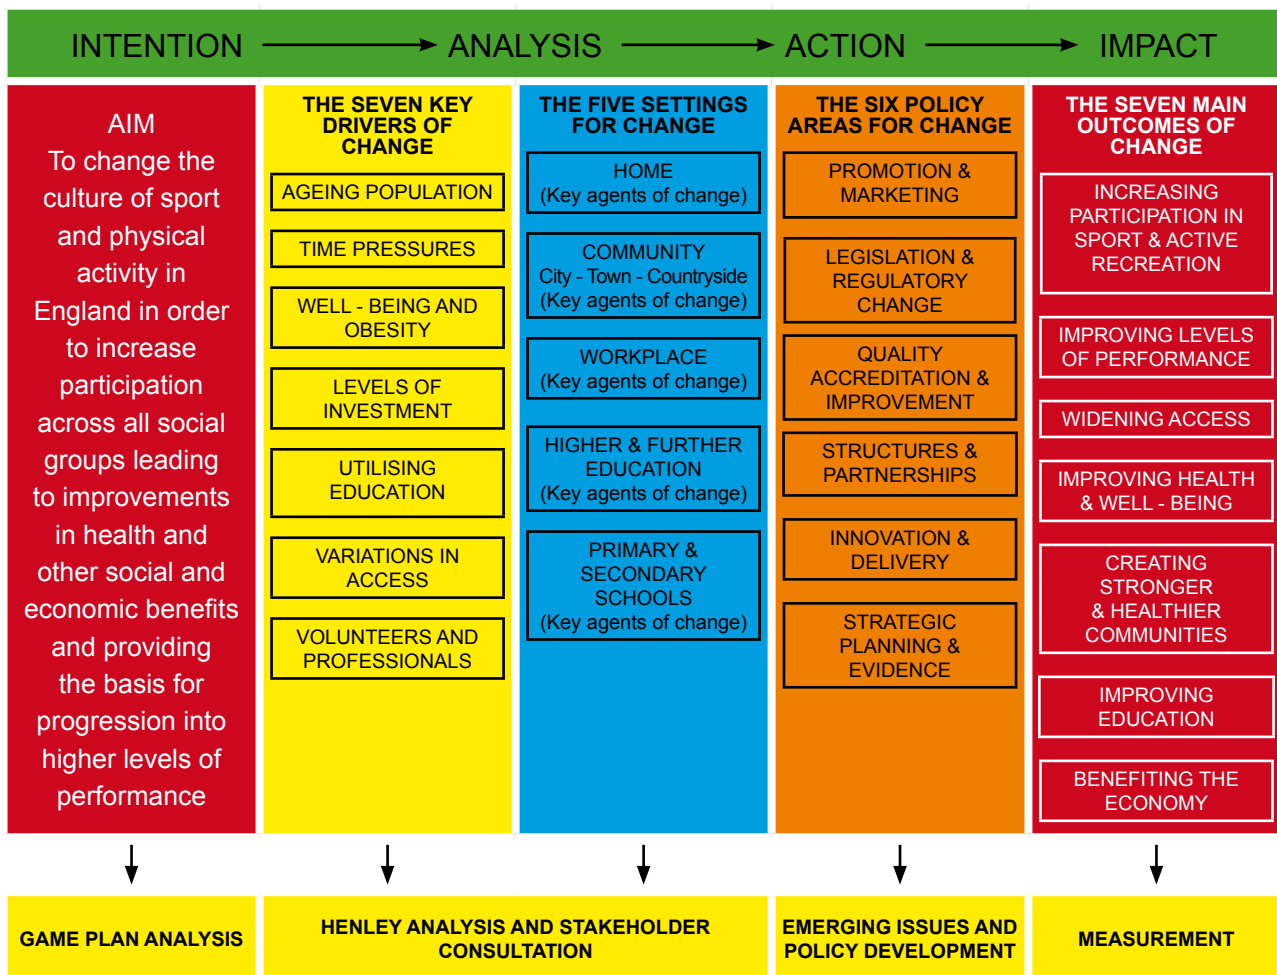 INTENTION ANALYSIS ACTION IMPACT
AIM
To change the
culture of sport
and physical
activity in
England in order
to increase
participation
across all social
groups leading
to improvements
in health and
other social and
economic benefits
and providing
the basis for
progression into
higher levels of
performance
THE SEVEN KEY
DRIVERS OF
CHANGE
AGEING POPULATION
TIME PRESSURES
WELL - BEING AND
OBESITY
LEVELS OF
INVESTMENT
UTILISING
EDUCATION
VARIATIONS IN
ACCESS
VOLUNTEERS AND
PROFESSIONALS
THE FIVE SETTINGS
FOR CHANGE
HOME
(Key agents of change)
COMMUNITY
City - Town - Countryside
(Key agents of change)
WORKPLACE
(Key agents of change)
HIGHER & FURTHER
EDUCATION
(Key agents of change)
PRIMARY &
SECONDARY
SCHOOLS
(Key agents of change)
THE SIX POLICY
AREAS FOR CHANGE
PROMOTION &
MARKETING
LEGISLATION &
REGULATORY
CHANGE
QUALITY
ACCREDITATION &
IMPROVEMENT
STRUCTURES &
PARTNERSHIPS
INNOVATION &
DELIVERY
STRATEGIC
PLANNING &
EVIDENCE
THE SEVEN MAIN
OUTCOMES OF
CHANGE
INCREASING
PARTICIPATION IN
SPORT & ACTIVE
RECREATION
IMPROVING LEVELS
OF PERFORMANCE
WIDENING ACCESS
IMPROVING HEALTH
& WELL - BEING
CREATING
STRONGER
& HEALTHIER
COMMUNITIES
IMPROVING
EDUCATION
BENEFITING THE
ECONOMY
GAME PLAN ANALYSIS
HENLEY ANALYSIS AND STAKEHOLDER
CONSULTATION
EMERGING ISSUES AND
POLICY DEVELOPMENT
MEASUREMENT